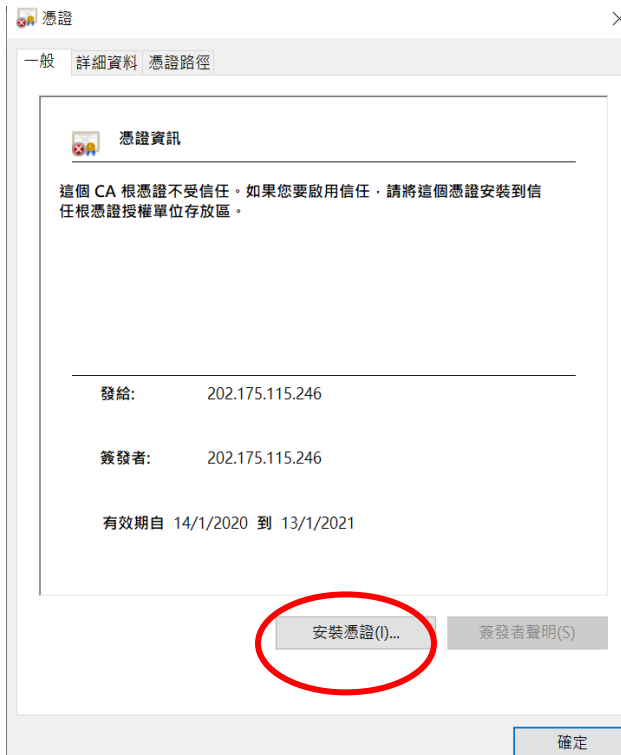 憑證
一般 詳細資料 憑證路徑
憑證資訊
這個 CA 根憑證不受信任。如果您要啟用信任，請將這個憑證安裝到信
任根憑證授權單位存放區。
發給: 202.175.115.246
簽發者: 202.175.115.246
有效期自 14/1/2020 到 13/1/2021
安裝憑證(I)... 簽發者聲明(S)
確定